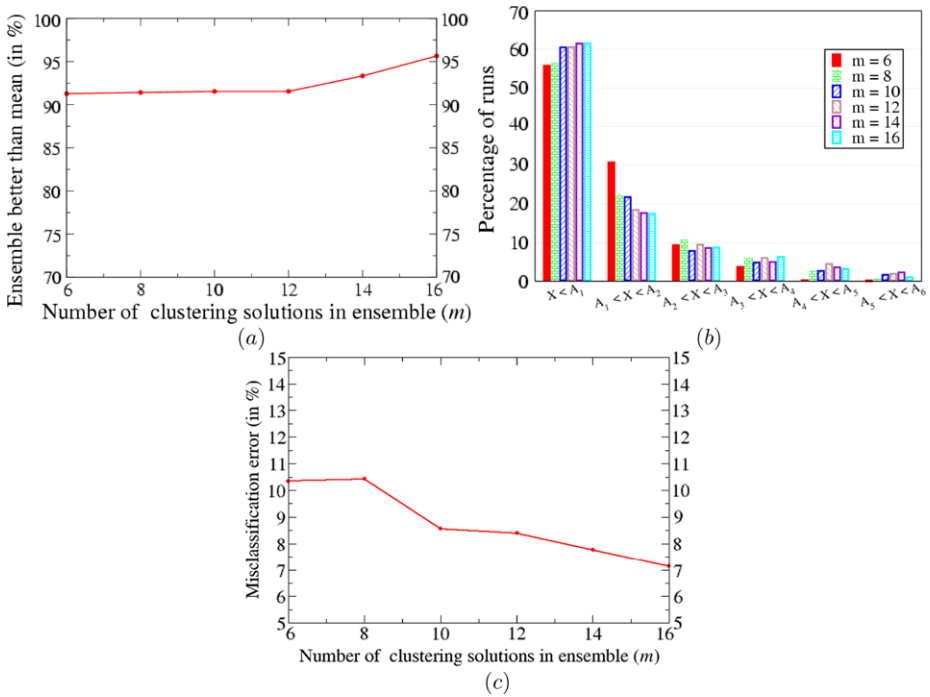 Ensemble better than mean (in %)
100 95 90 85 80 75 70
100 95 90 85 80 75 70
6 8 10 12 14 16
Number of clustering solutions in ensemble (m)
(a)
Percentage of runs
70 60 50 40 30 20 10 0
m = 6
m = 8
m = 10
m = 12
m = 14
m = 16
X < A1 A1 < X < A2 A2 < X < A3 A3 < X < A4 A4 < X < A5 A5 < X < A6
(b)
Misclassification error (in %)
15 14 13 12 11 10 9 8 7 6 5
15 14 13 12 11 10 9 8 7 6 5
6 8 10 12 14 16
Number of clustering solutions in ensemble (m)
(c)